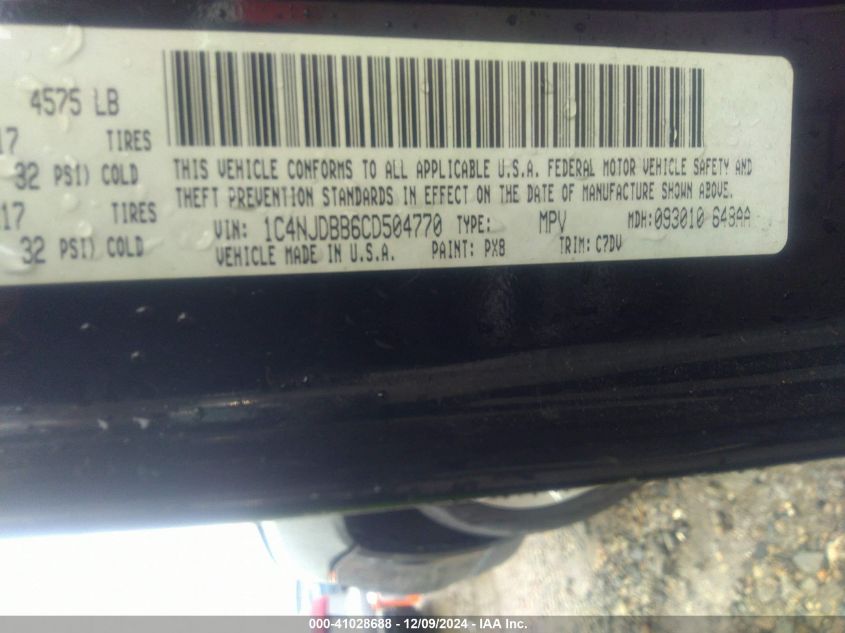 4575 LB
17 TIRES
32 PSI) COLD
17 TIRES
32 PSI) COLD
THIS VEHICLE CONFORMS TO ALL APPLICABLE U.S.A. FEDERAL MOTOR VEHICLE SAFETY AND
THEFT PREVENTION STANDARDS IN EFFECT ON THE DATE OF MANUFACTURE SHOWN ABOVE.
VIN: 1C4NJDBB6CD504770 TYPE: MPV MDH: 093010 648AA
VEHICLE MADE IN U.S.A. PAINT: PX8 TRIM: C7DV
000-41028688 - 12/09/2024 - IAA Inc.